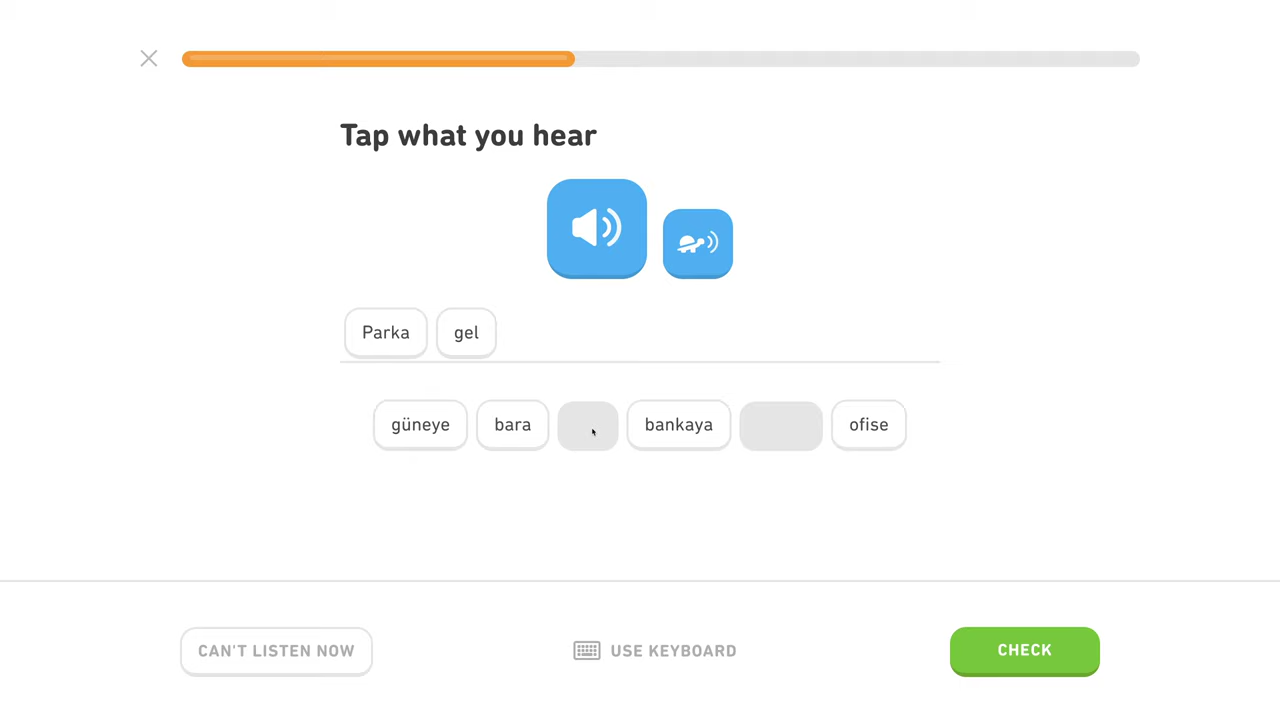 Tap what you hear
Parka gel
güneye bara bankaya ofise
CAN'T LISTEN NOW USE KEYBOARD CHECK